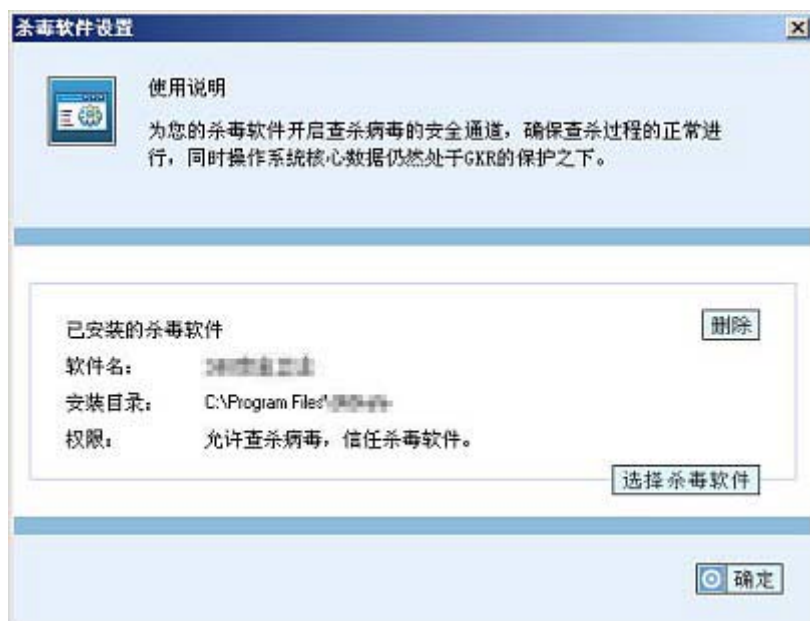 杀毒软件设置
使用说明
为您的杀毒软件开启查杀病毒的安全通道，确保查杀过程的正常进
行，同时操作系统核心数据仍然处于GKR的保护之下。
已安装的杀毒软件
删除
软件名：
安装目录： C:\Program Files\
权限： 允许查杀病毒，信任杀毒软件。
选择杀毒软件
确定